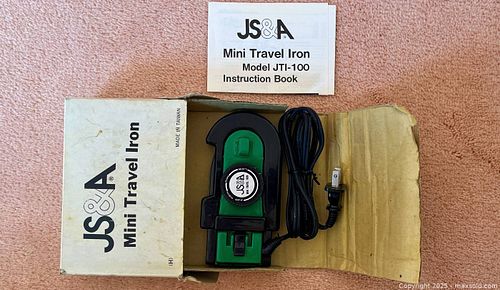 JS&A
Mini Travel Iron
Model JTI-100
Instruction Book
JS&A®
Mini Travel Iron
MADE IN TAIWAN
(H)
JS&A
Copyright 2025 - maxsold.com